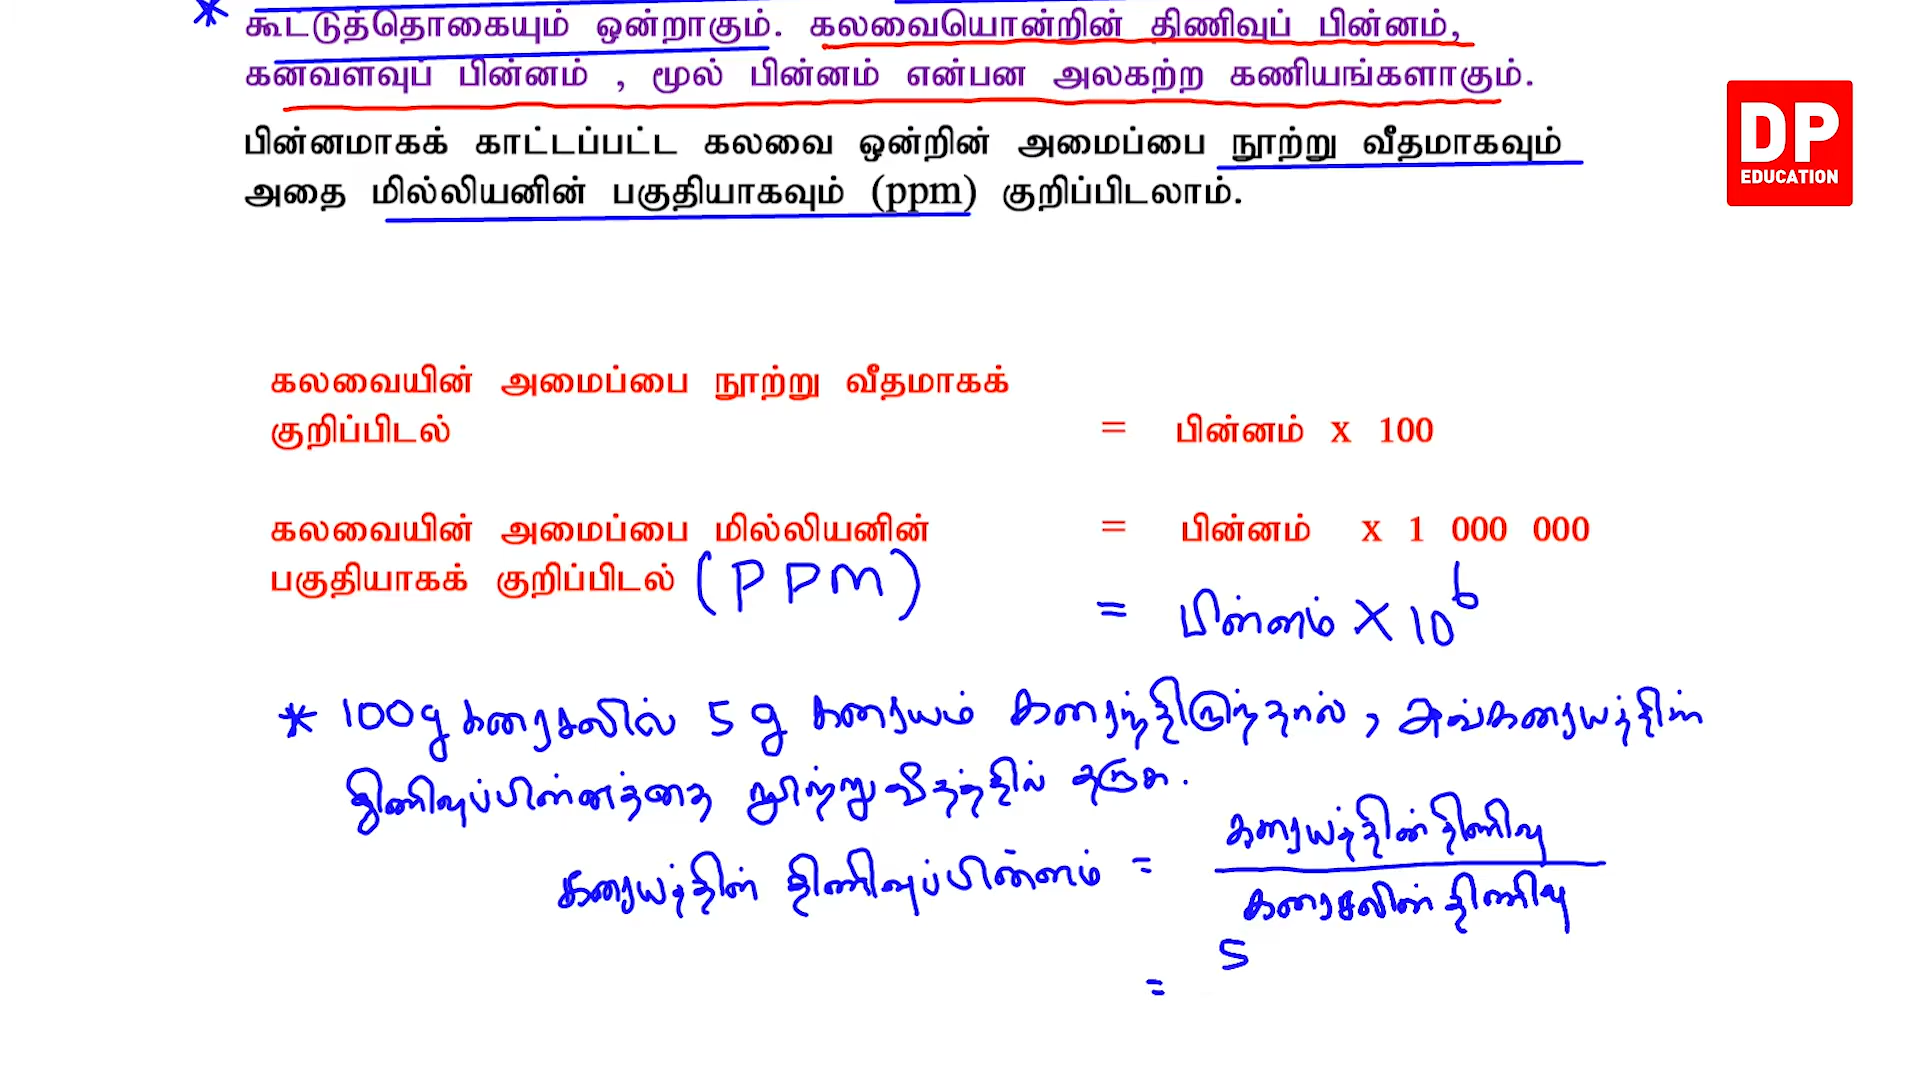 * கூட்டுத்தொகையும் ஒன்றாகும். கலவையொன்றின் திணிவுப் பின்னம்,
கனவளவுப் பின்னம் , மூல் பின்னம் என்பன அலகற்ற கணியங்களாகும்.
பின்னமாகக் காட்டப்பட்ட கலவை ஒன்றின் அமைப்பை நூற்று வீதமாகவும்
அதை மில்லியனின் பகுதியாகவும் (ppm) குறிப்பிடலாம்.
DP
EDUCATION
கலவையின் அமைப்பை நூற்று வீதமாகக்
குறிப்பிடல் = பின்னம் x 100
கலவையின் அமைப்பை மில்லியனின் = பின்னம் x 1 000 000
பகுதியாகக் குறிப்பிடல் (ppm)
= பின்னம் × 10⁶
* 100g கரைசலில் 5 g கரையம் கரைந்திருந்தால் , அக்கரையத்தின்
திணிவுப்பின்னத்தை நூற்றுவீதத்தில் தருக.
கரையத்தின் திணிவுப்பின்னம் = கரையத்தின் திணிவு
கரைசலின் திணிவு
= 5